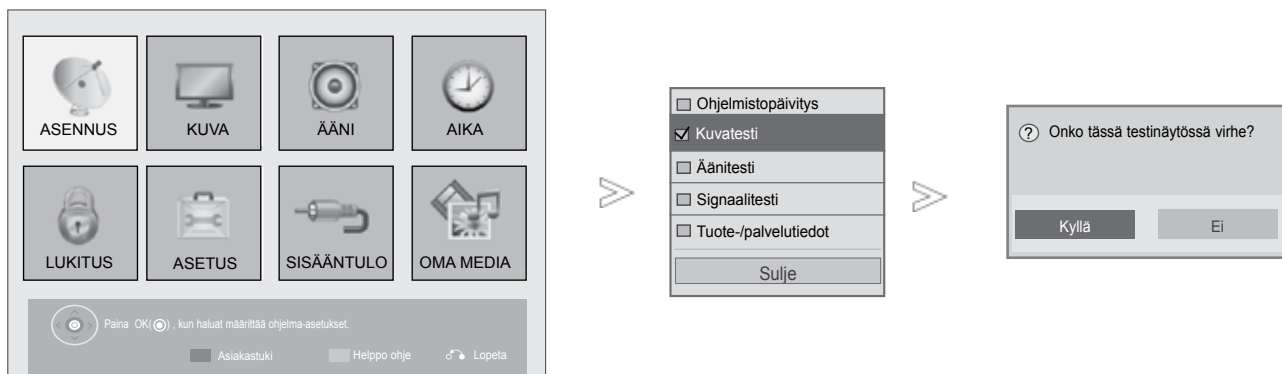 ASENNUS
KUVA
ÄÄNI
AIKA
LUKITUS
ASETUS
SISÄÄNTULO
OMA MEDIA
Paina OK(◉) , kun haluat määrittää ohjelma-asetukset.
Asiakastuki
Helppo ohje
Lopeta
Ohjelmistopäivitys
Kuvatesti
Äänitesti
Signaalitesti
Tuote-/palvelutiedot
Sulje
? Onko tässä testinäytössä virhe?
Kyllä
Ei